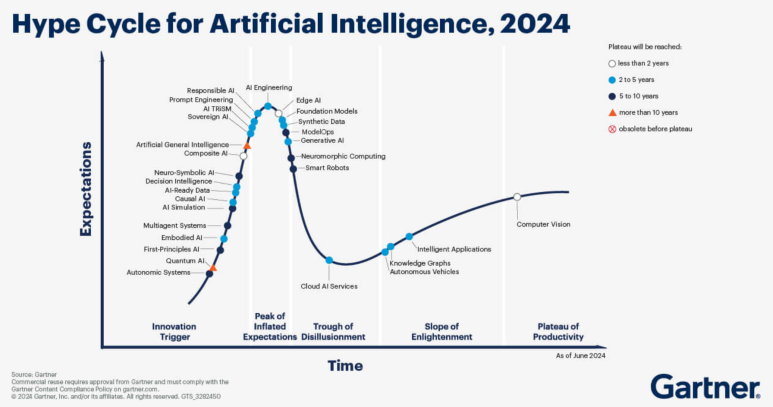 Hype Cycle for Artificial Intelligence, 2024
Plateau will be reached:
less than 2 years
2 to 5 years
5 to 10 years
more than 10 years
obsolete before plateau
Expectations
AI Engineering
Responsible AI
Prompt Engineering
AI TRiSM
Sovereign AI
Artificial General Intelligence
Composite AI
Neuro-Symbolic AI
Decision Intelligence
AI-Ready Data
Causal AI
AI Simulation
Multiagent Systems
Embodied AI
First-Principles AI
Quantum AI
Autonomic Systems
Edge AI
Foundation Models
Synthetic Data
ModelOps
Generative AI
Neuromorphic Computing
Smart Robots
Cloud AI Services
Intelligent Applications
Knowledge Graphs
Autonomous Vehicles
Computer Vision
Innovation
Trigger
Peak of
Inflated
Expectations
Trough of
Disillusionment
Slope of
Enlightenment
Plateau of
Productivity
Time
As of June 2024
Source: Gartner
Commercial reuse requires approval from Gartner and must comply with the
Gartner Content Compliance Policy on gartner.com.
© 2024 Gartner, Inc. and/or its affiliates. All rights reserved. GTS_3282450
Gartner®